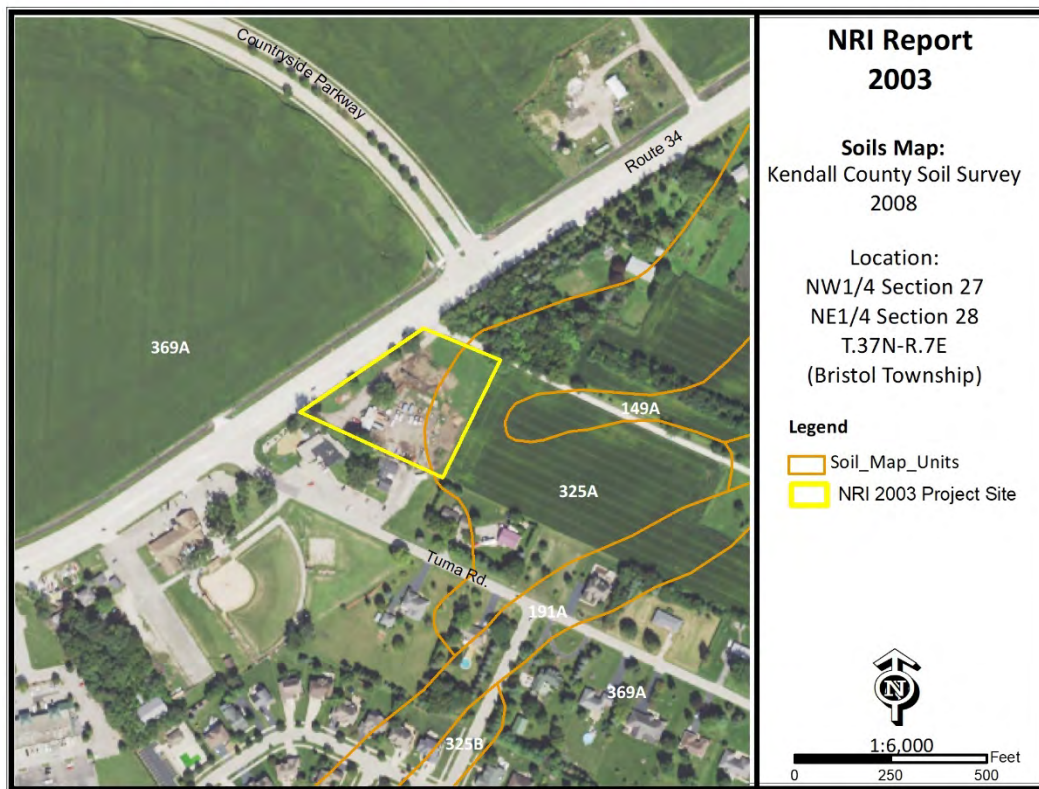 Countryside Parkway
Route 34
369A
149A
325A
Tuma Rd.
191A
369A
325B
NRI Report
2003
Soils Map:
Kendall County Soil Survey
2008
Location:
NW1/4 Section 27
NE1/4 Section 28
T.37N-R.7E
(Bristol Township)
Legend
Soil_Map_Units
NRI 2003 Project Site
N
1:6,000
Feet
0 250 500